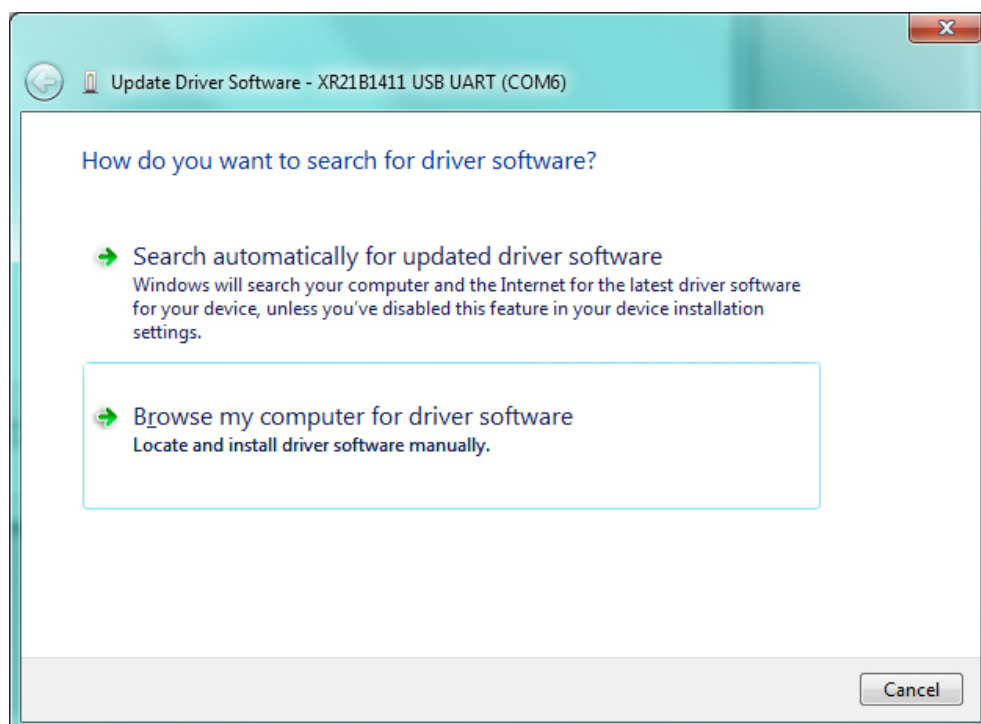 Update Driver Software - XR21B1411 USB UART (COM6)
How do you want to search for driver software?
Search automatically for updated driver software
Windows will search your computer and the Internet for the latest driver software
for your device, unless you've disabled this feature in your device installation
settings.
Browse my computer for driver software
Locate and install driver software manually.
Cancel